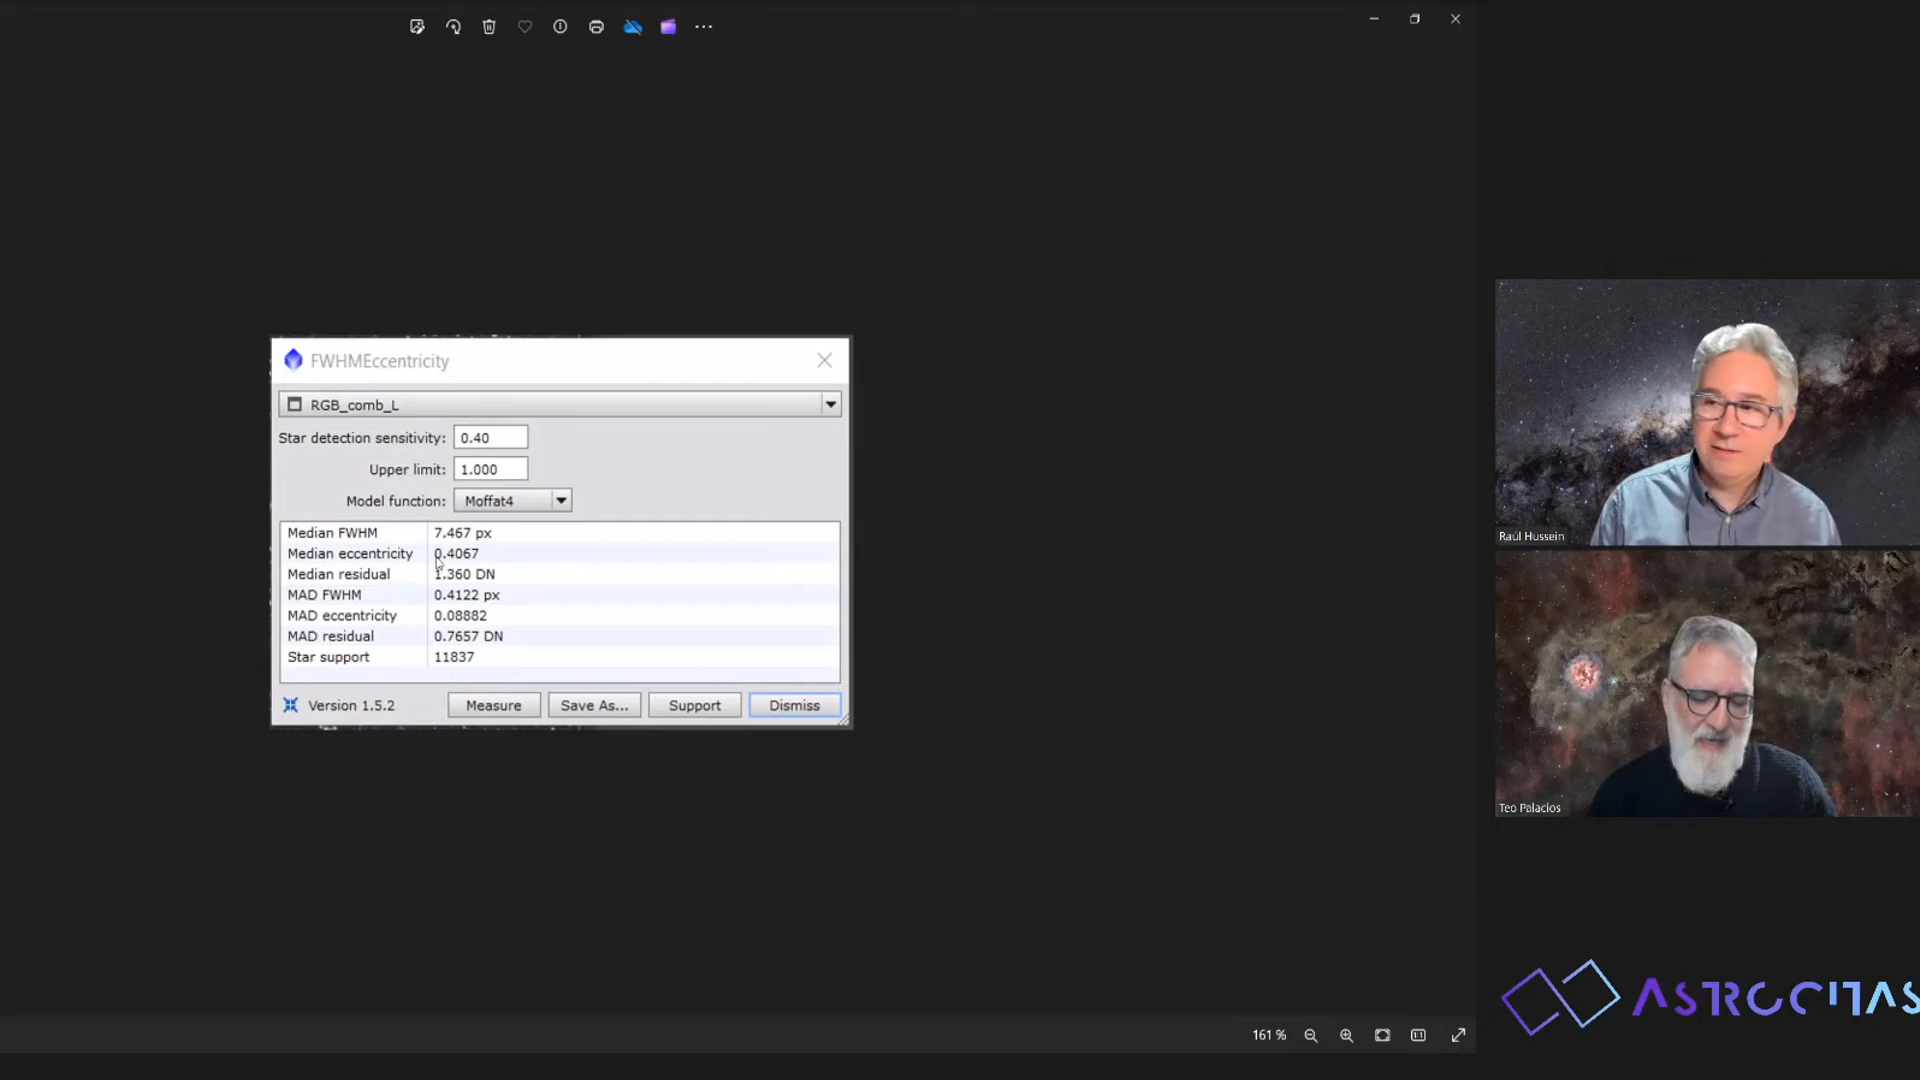 FWHMEccentricity
RGB_comb_L
Star detection sensitivity: 0.40
Upper limit: 1.000
Model function: Moffat4
Median FWHM 7.467 px
Median eccentricity 0.4067
Median residual 1.360 DN
MAD FWHM 0.4122 px
MAD eccentricity 0.08882
MAD residual 0.7657 DN
Star support 11837
Version 1.5.2 Measure Save As... Support Dismiss
Raúl Hussein
Teo Palacios
ASTROCITAS
161 %